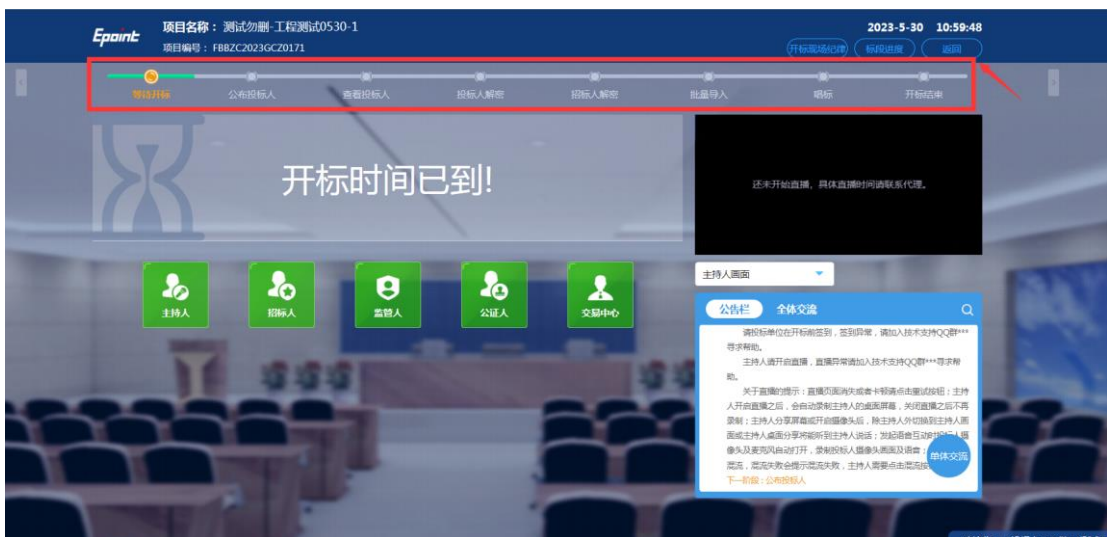 Epoint
项目名称：测试勿删-工程测试0530-1
项目编号：FBBZC2023GCZ0171
2023-5-30 10:59:48
开标现场纪律 标段进度 返回
等待开标 公布投标人 查看投标人 投标人解密 招标人解密 批量导入 唱标 开标结束
开标时间已到!
还未开始直播，具体直播时间请联系代理。
主持人 招标人 监管人 公证人 交易中心
主持人画面
公告栏 全体交流
请投标单位在开标前签到，签到异常，请加入技术支持QQ群***
寻求帮助。
主持人请开启直播，直播异常请加入技术支持QQ群***寻求帮
助。
关于直播的提示：直播页面消失或者卡顿请点击重试按钮；主持
人开启直播之后，会自动录制主持人的桌面屏幕，关闭直播之后不再
录制；主持人分享屏幕或开启摄像头后，除主持人外切换到主持人画
面或主持人桌面分享将能听到主持人说话；发起语音互动时投标人摄
像头及麦克风自动打开，录制投标人摄像头画面及语音；
混流，混流失败会提示混流失败，主持人需要点击混流按
单体交流
下一阶段：公布投标人